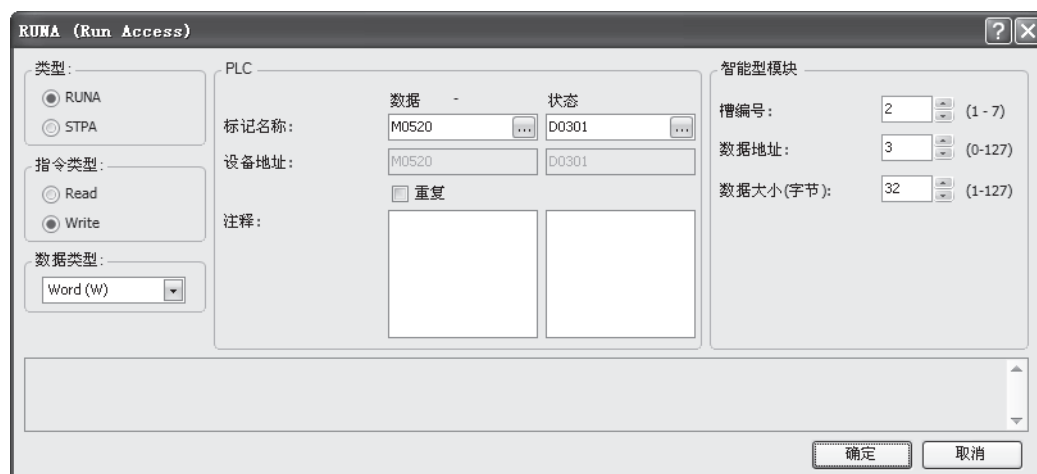 RUNA (Run Access)
类型:
RUNA
STPA
指令类型:
Read
Write
数据类型:
Word (W)
PLC
数据 - 状态
标记名称: M0520 ... D0301 ...
设备地址: M0520 D0301
重复
注释:
智能型模块
槽编号: 2 (1 - 7)
数据地址: 3 (0-127)
数据大小(字节): 32 (1-127)
确定 取消